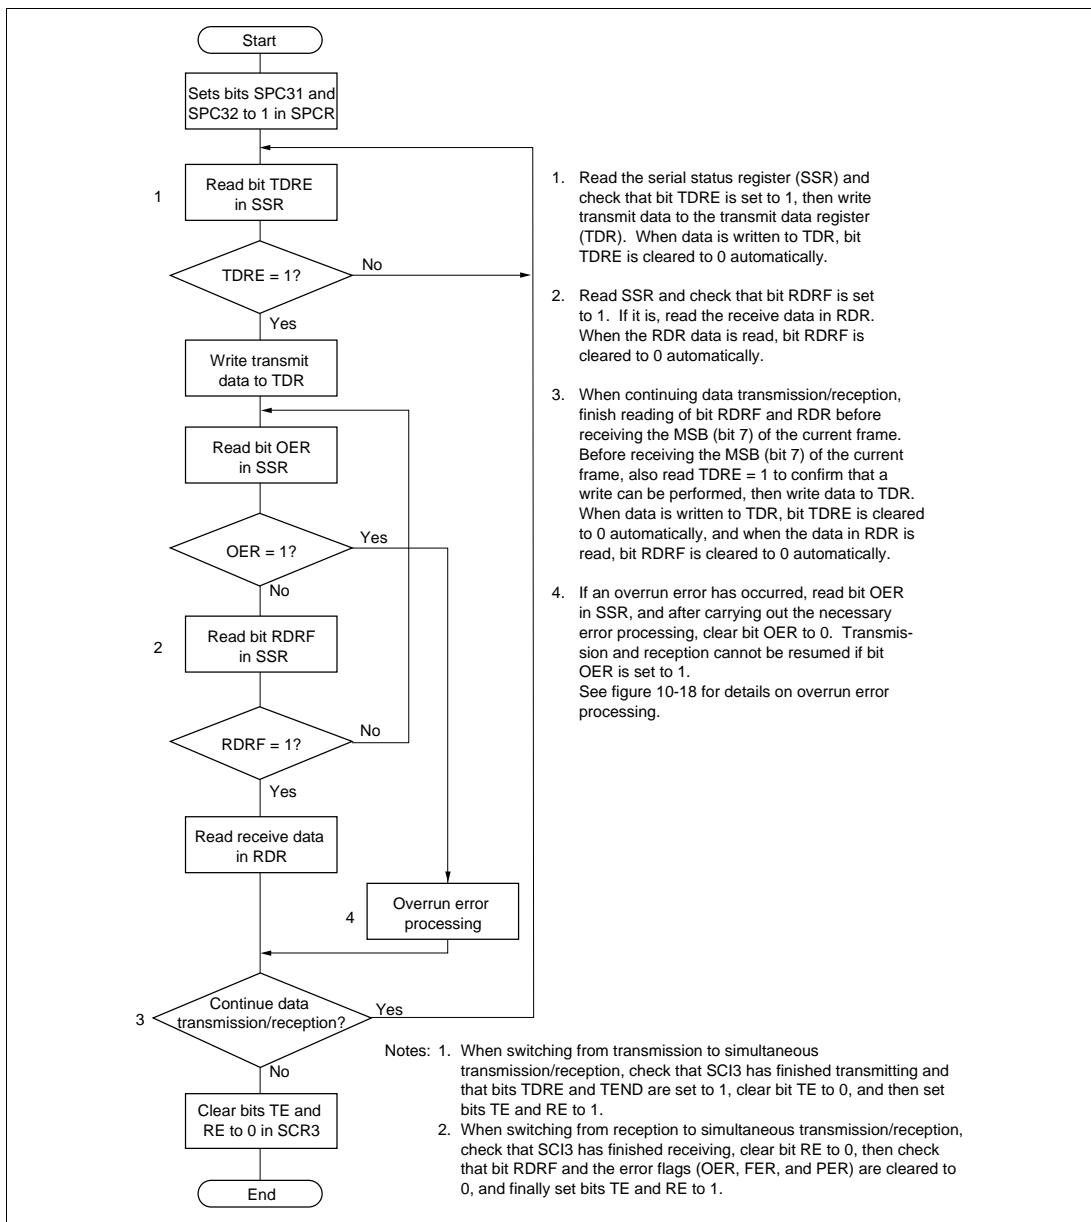 Start
Sets bits SPC31 and
SPC32 to 1 in SPCR
1
Read bit TDRE
in SSR
TDRE = 1?
No
Yes
Write transmit
data to TDR
Read bit OER
in SSR
OER = 1?
Yes
No
2
Read bit RDRF
in SSR
RDRF = 1?
No
Yes
Read receive data
in RDR
4
Overrun error
processing
3
Continue data
transmission/reception?
Yes
No
Clear bits TE and
RE to 0 in SCR3
End
1. Read the serial status register (SSR) and
check that bit TDRE is set to 1, then write
transmit data to the transmit data register
(TDR). When data is written to TDR, bit
TDRE is cleared to 0 automatically.
2. Read SSR and check that bit RDRF is set
to 1. If it is, read the receive data in RDR.
When the RDR data is read, bit RDRF is
cleared to 0 automatically.
3. When continuing data transmission/reception,
finish reading of bit RDRF and RDR before
receiving the MSB (bit 7) of the current frame.
Before receiving the MSB (bit 7) of the current
frame, also read TDRE = 1 to confirm that a
write can be performed, then write data to TDR.
When data is written to TDR, bit TDRE is cleared
to 0 automatically, and when the data in RDR is
read, bit RDRF is cleared to 0 automatically.
4. If an overrun error has occurred, read bit OER
in SSR, and after carrying out the necessary
error processing, clear bit OER to 0. Transmis-
sion and reception cannot be resumed if bit
OER is set to 1.
See figure 10-18 for details on overrun error
processing.
Notes: 1. When switching from transmission to simultaneous
transmission/reception, check that SCI3 has finished transmitting and
that bits TDRE and TEND are set to 1, clear bit TE to 0, and then set
bits TE and RE to 1.
2. When switching from reception to simultaneous transmission/reception,
check that SCI3 has finished receiving, clear bit RE to 0, then check
that bit RDRF and the error flags (OER, FER, and PER) are cleared to
0, and finally set bits TE and RE to 1.